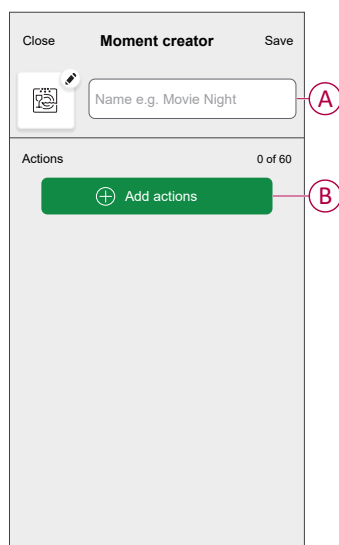 Close Moment creator Save
Name e.g. Movie Night
A
Actions 0 of 60
Add actions
B